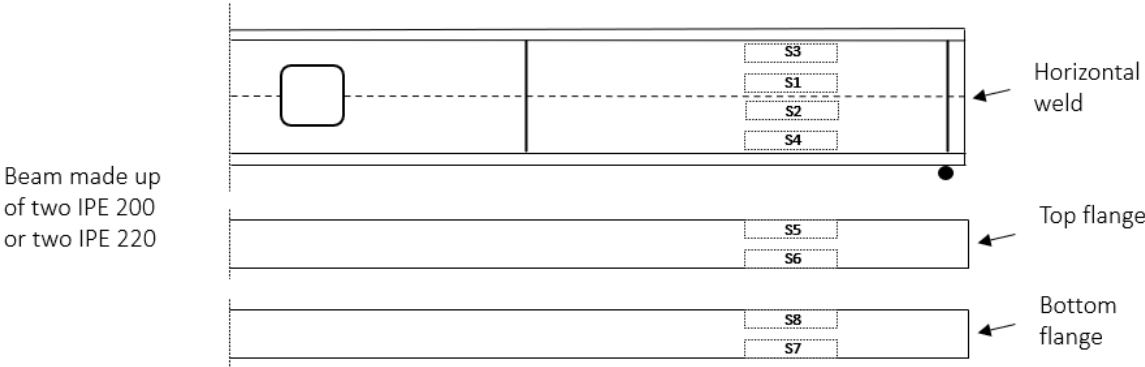 S3
S1
S2
S4
Horizontal
weld
Beam made up
of two IPE 200
or two IPE 220
S5
S6
Top flange
S8
S7
Bottom
flange